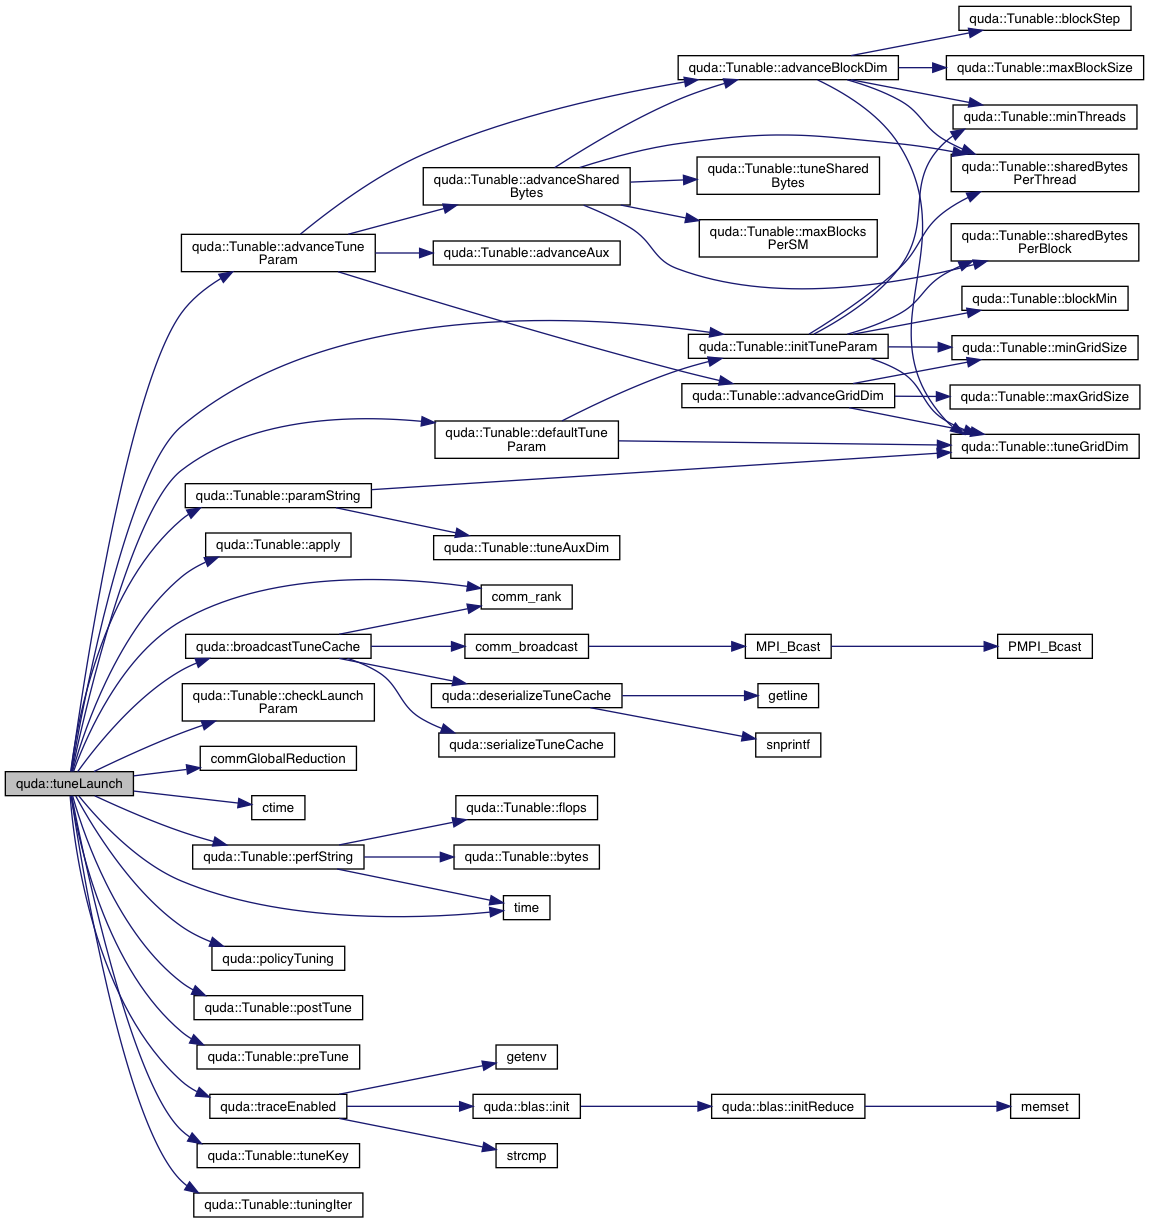 quda::Tunable::blockStep
quda::Tunable::advanceBlockDim
quda::Tunable::maxBlockSize
quda::Tunable::minThreads
quda::Tunable::advanceShared
Bytes
quda::Tunable::tuneShared
Bytes
quda::Tunable::sharedBytes
PerThread
quda::Tunable::maxBlocks
PerSM
quda::Tunable::sharedBytes
PerBlock
quda::Tunable::advanceTune
Param
quda::Tunable::advanceAux
quda::Tunable::blockMin
quda::Tunable::initTuneParam
quda::Tunable::minGridSize
quda::Tunable::advanceGridDim
quda::Tunable::maxGridSize
quda::Tunable::defaultTune
Param
quda::Tunable::tuneGridDim
quda::Tunable::paramString
quda::Tunable::apply
quda::Tunable::tuneAuxDim
comm_rank
quda::broadcastTuneCache
comm_broadcast
MPI_Bcast
PMPI_Bcast
quda::Tunable::checkLaunch
Param
quda::deserializeTuneCache
getline
quda::serializeTuneCache
snprintf
commGlobalReduction
quda::tuneLaunch
ctime
quda::Tunable::flops
quda::Tunable::perfString
quda::Tunable::bytes
time
quda::policyTuning
quda::Tunable::postTune
quda::Tunable::preTune
getenv
quda::traceEnabled
quda::blas::init
quda::blas::initReduce
memset
quda::Tunable::tuneKey
strcmp
quda::Tunable::tuningIter